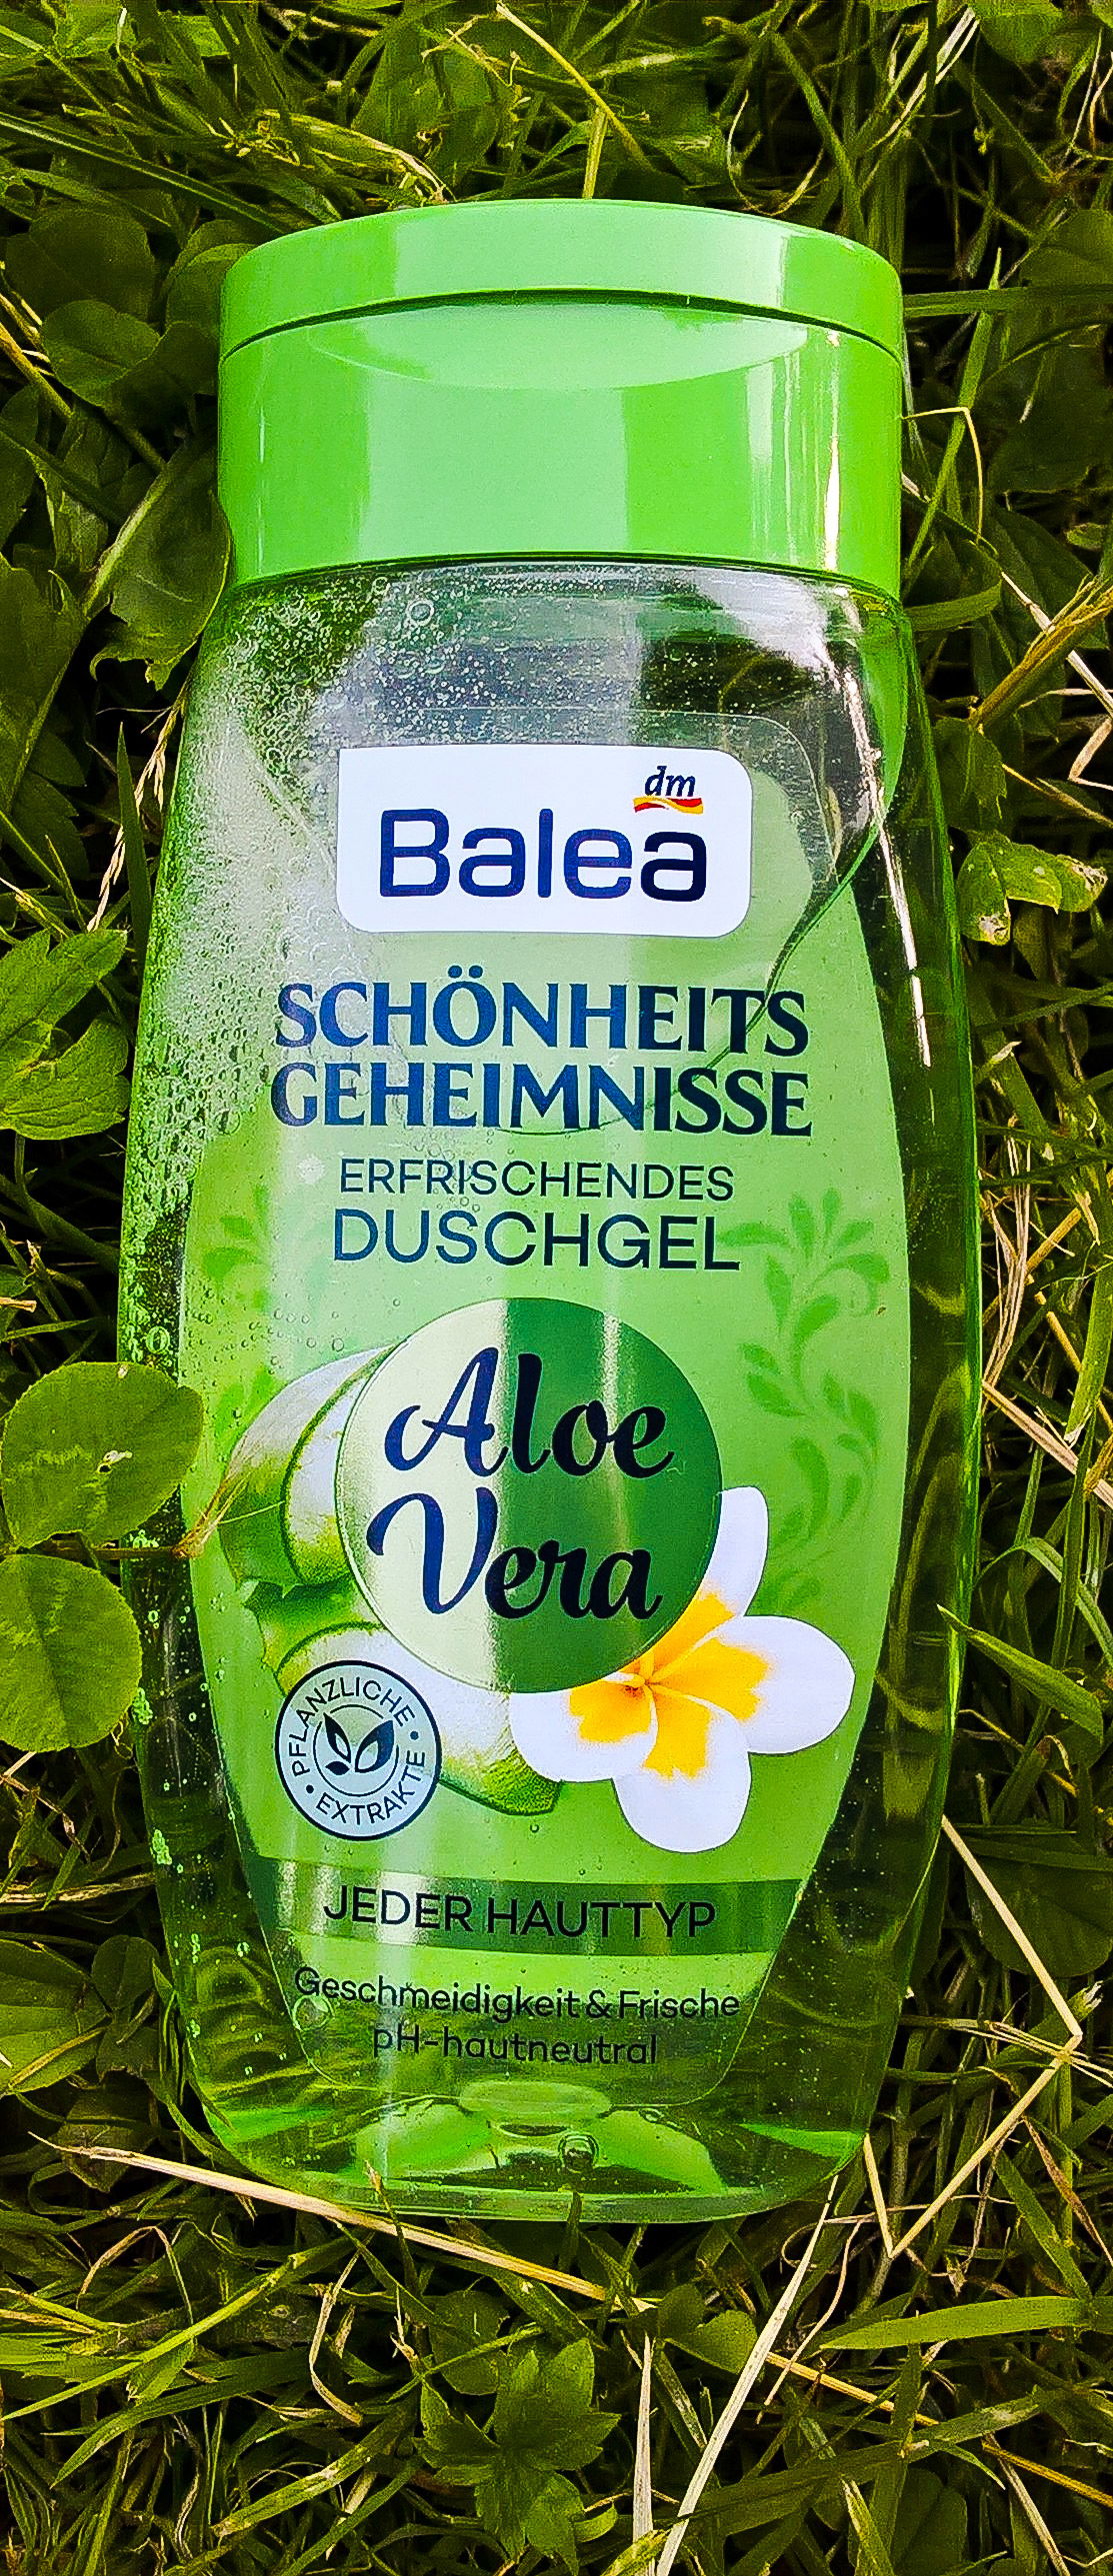 dm
Balea
SCHÖNHEITS
GEHEIMNISSE
ERFRISCHENDES
DUSCHGEL
Aloe
Vera
PFLANZLICHE
EXTRAKTE
JEDER HAUTTYP
Geschmeidigkeit & Frische
pH-hautneutral